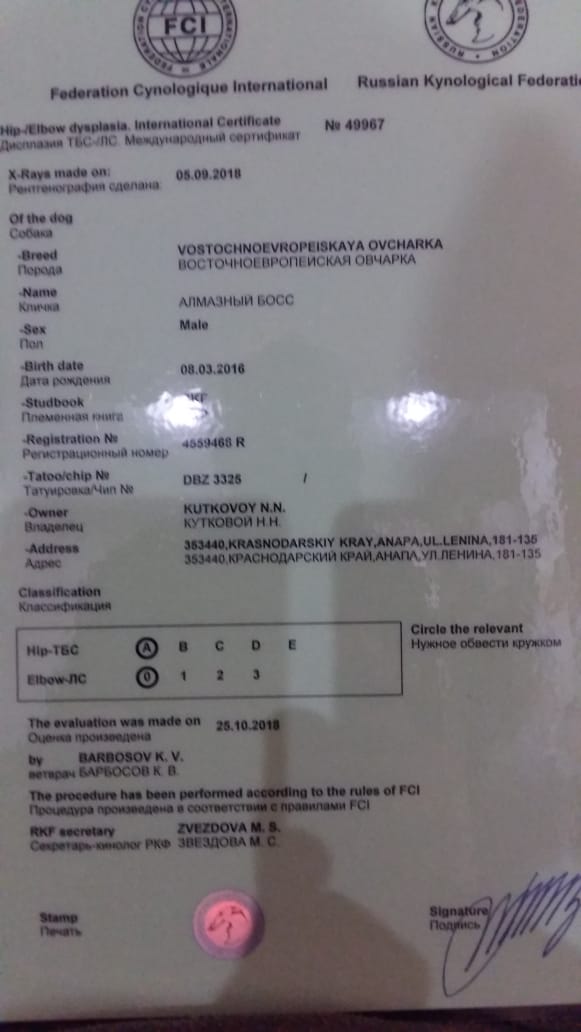 FCI
Federation Cynologique International
Russian Kynological Federati
Hip-/Elbow dysplasia. International Certificate № 49967
Дисплазия ТБС-/ЛС. Международный сертификат
X-Rays made on: 05.09.2018
Рентгенография сделана:
Of the dog
Собака
-Breed VOSTOCHNOEVROPEISKAYA OVCHARKA
Порода ВОСТОЧНОЕВРОПЕЙСКАЯ ОВЧАРКА
-Name
Кличка АЛМАЗНЫЙ БОСС
-Sex Male
Пол
-Birth date 08.03.2016
Дата рождения
-Studbook
Племенная книга
-Registration № 4559468 R
Регистрационный номер
-Tatoo/chip № DBZ 3325 /
Татуировка/Чип №
-Owner KUTKOVOY N.N.
Владелец КУТКОВОЙ Н.Н.
-Address 353440,KRASNODARSKIY KRAY,ANAPA,UL.LENINA,181-135
Адрес 353440,КРАСНОДАРСКИЙ КРАЙ,АНАПА,УЛ.ЛЕНИНА,181-135
Classification
Классификация
Hip-ТБС A B C D E
Elbow-ЛС 0 1 2 3
Circle the relevant
Нужное обвести кружком
The evaluation was made on 25.10.2018
Оценка произведена
by BARBOSOV K. V.
ветврач БАРБОСОВ К. В.
The procedure has been performed according to the rules of FCI
Процедура произведена в соответствии с правилами FCI
RKF secretary ZVEZDOVA M. S.
Секретарь-кинолог РКФ ЗВЕЗДОВА М. С.
Stamp
Печать
Signature
Подпись